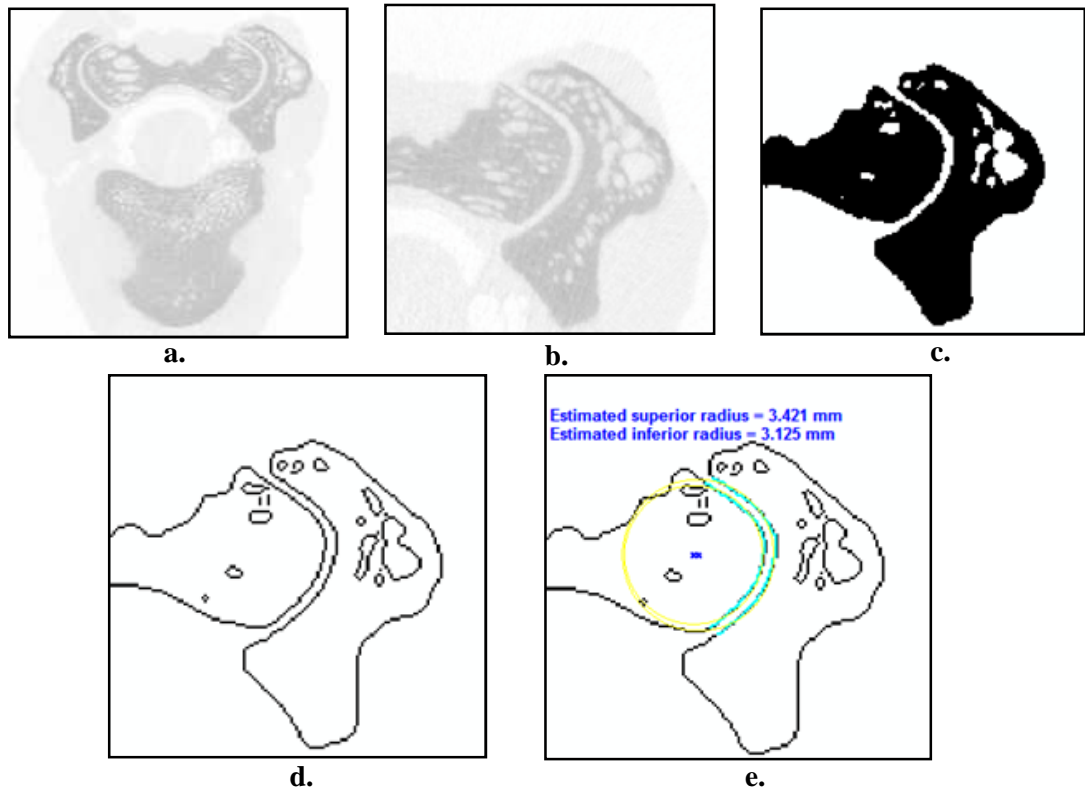 a.
b.
c.
Estimated superior radius = 3.421 mm
Estimated inferior radius = 3.125 mm
d.
e.